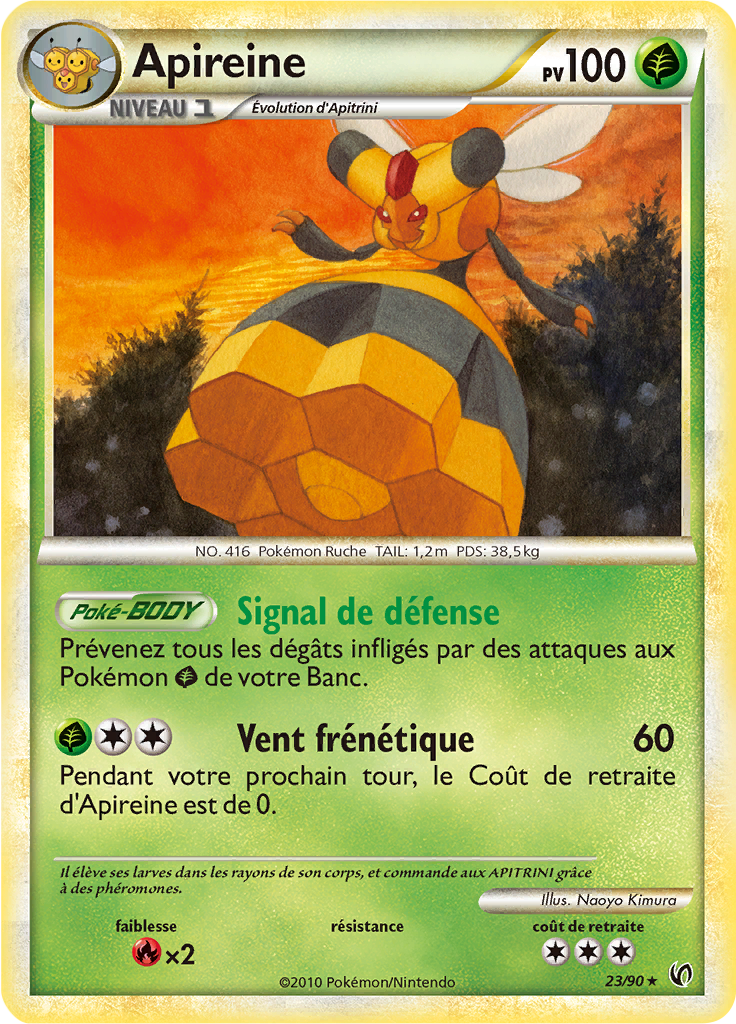 Apireine
PV100
NIVEAU 1
Évolution d'Apitrini
NO. 416 Pokémon Ruche TAIL: 1,2m PDS: 38,5kg
Poké-BODY Signal de défense
Prévenez tous les dégâts infligés par des attaques aux
Pokémon de votre Banc.
Vent frénétique 60
Pendant votre prochain tour, le Coût de retraite
d'Apireine est de 0.
Il élève ses larves dans les rayons de son corps, et commande aux APITRINI grâce
à des phéromones.
Illus. Naoyo Kimura
faiblesse résistance coût de retraite
×2
©2010 Pokémon/Nintendo 23/90 ★